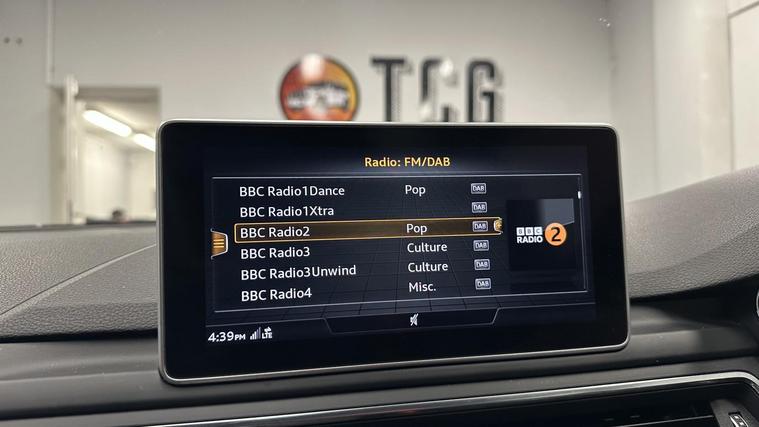 TCG
Radio: FM/DAB
BBC Radio1Dance Pop DAB
BBC Radio1Xtra DAB
BBC Radio2 Pop DAB
BBC Radio3 Culture DAB
BBC Radio3Unwind Culture DAB
BBC Radio4 Misc. DAB
BBC
RADIO 2
4:39PM LTE